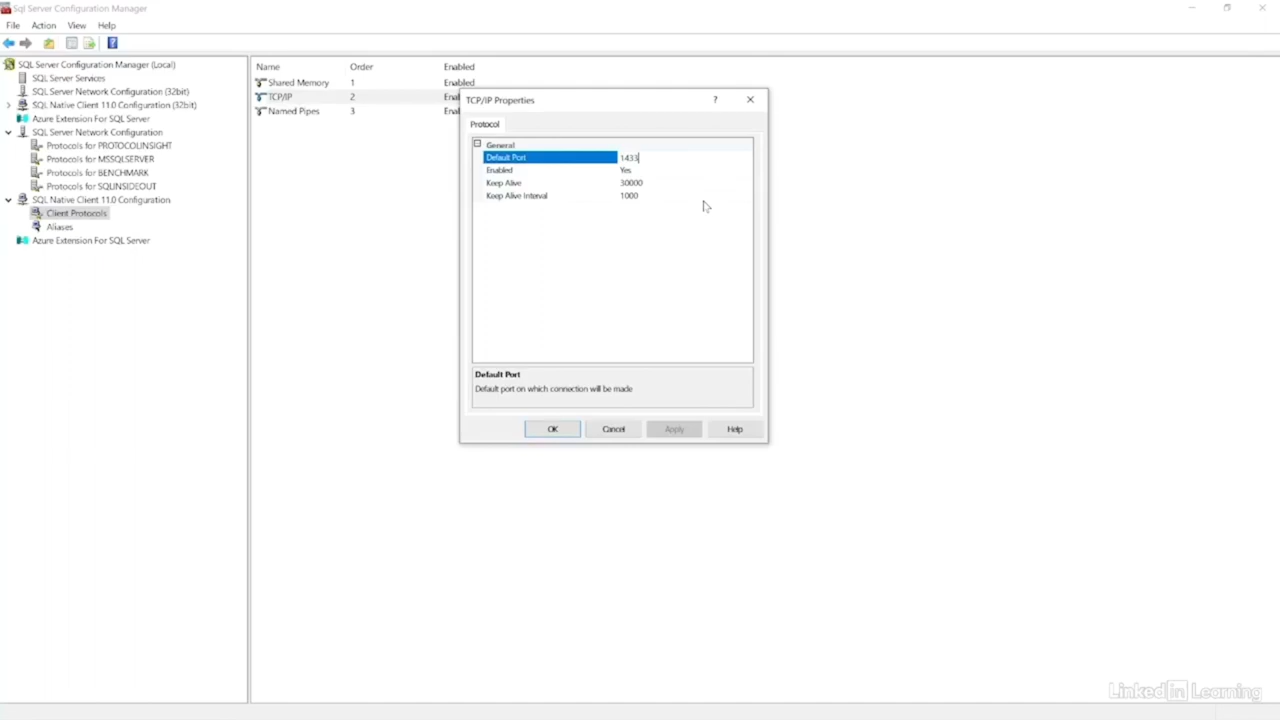 Sql Server Configuration Manager
File Action View Help
SQL Server Configuration Manager (Local)
SQL Server Services
SQL Server Network Configuration (32bit)
SQL Native Client 11.0 Configuration (32bit)
Azure Extension For SQL Server
SQL Server Network Configuration
Protocols for PROTOCOLINSIGHT
Protocols for MSSQLSERVER
Protocols for BENCHMARK
Protocols for SQLINSIDEOUT
SQL Native Client 11.0 Configuration
Client Protocols
Aliases
Azure Extension For SQL Server
Name Order Enabled
Shared Memory 1 Enabled
TCP/IP 2 Ena
Named Pipes 3 Ena
TCP/IP Properties ?
Protocol
General
Default Port 1433
Enabled Yes
Keep Alive 30000
Keep Alive Interval 1000
Default Port
Default port on which connection will be made
OK Cancel Apply Help
Linked in Learning